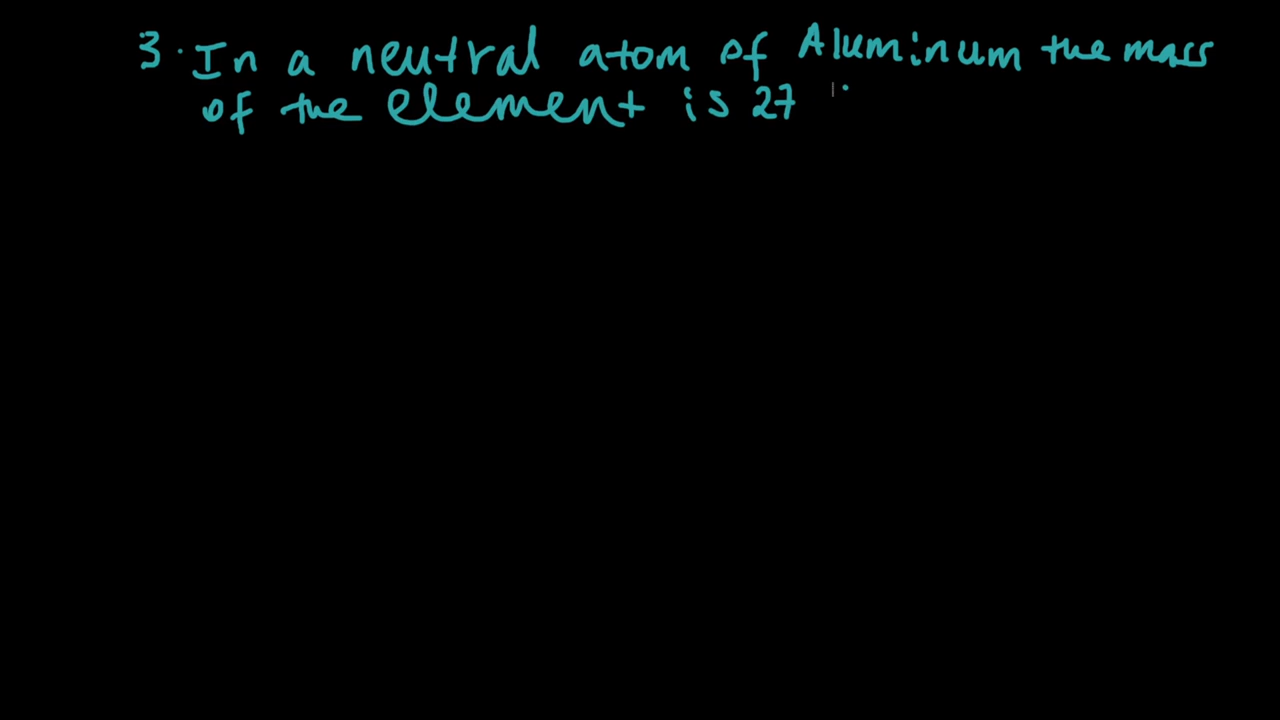 3. In a neutral atom of Aluminum the mass
of the element is 27